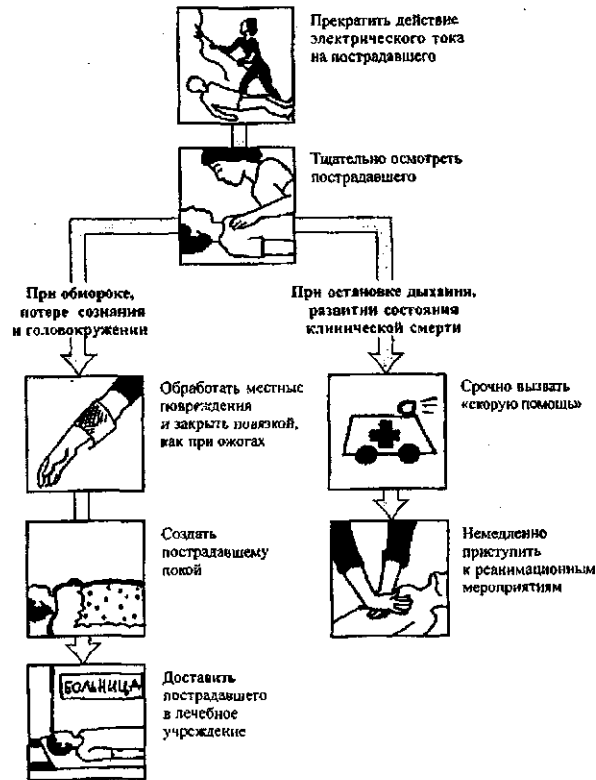 Прекратить действие
электрического тока
на пострадавшего
Тщательно осмотреть
пострадавшего
При обмороке,
потере сознания
и головокружении
При остановке дыхания,
развитии состояния
клинической смерти
Обработать местные
повреждения
и закрыть повязкой,
как при ожогах
Срочно вызвать
«скорую помощь»
Создать
пострадавшему
покой
Немедленно
приступить
к реанимационным
мероприятиям
БОЛЬНИЦА
Доставить
пострадавшего
в лечебное
учреждение